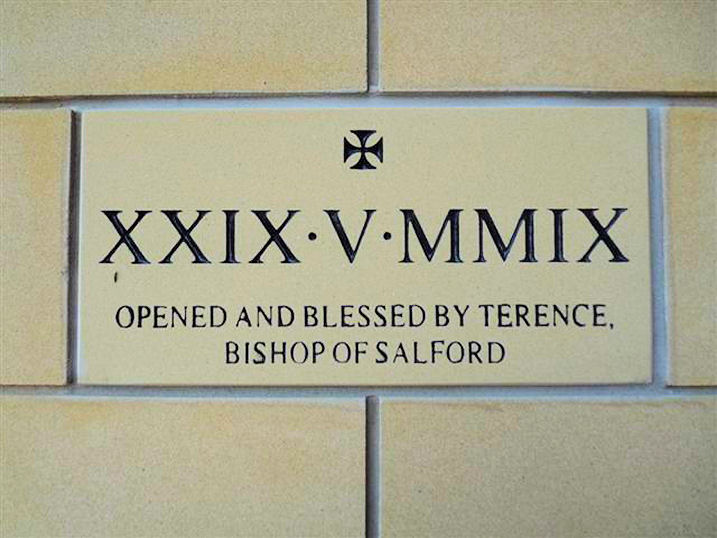 XXIX·V·MMIX
OPENED AND BLESSED BY TERENCE,
BISHOP OF SALFORD